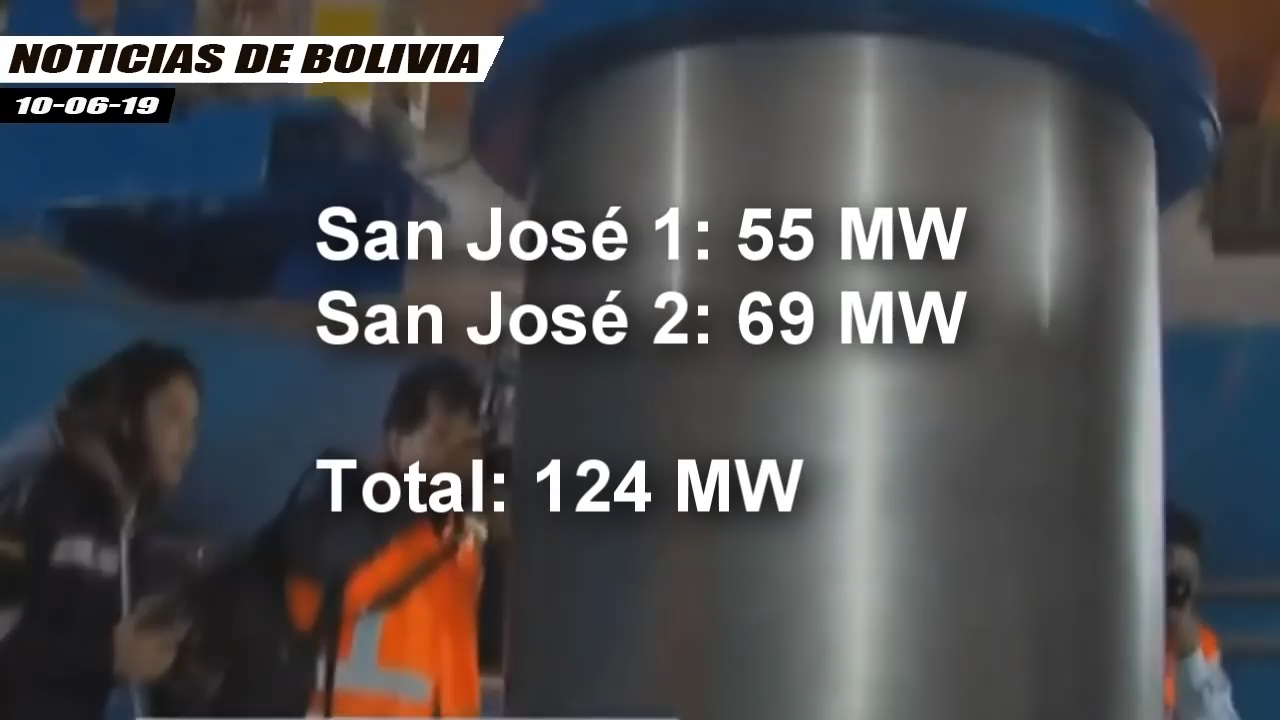 NOTICIAS DE BOLIVIA
10-06-19
San José 1: 55 MW
San José 2: 69 MW
Total: 124 MW